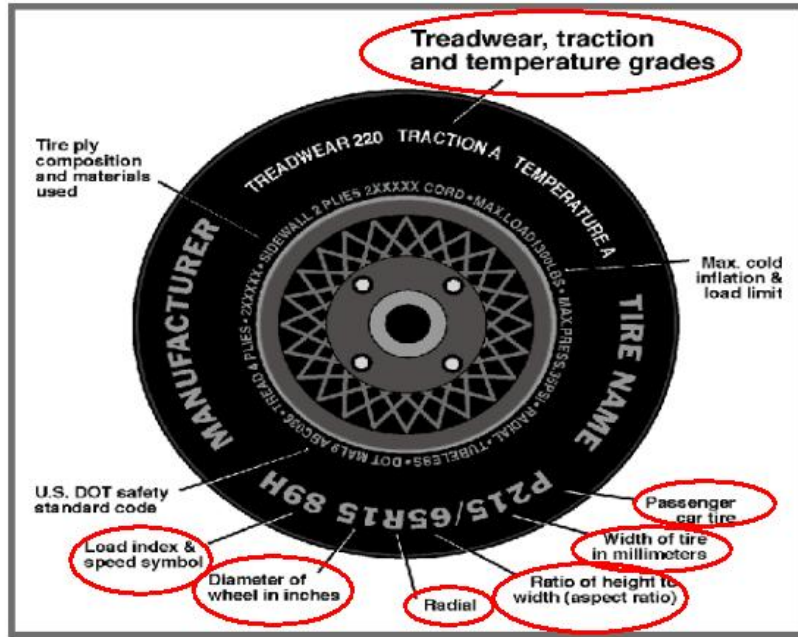 Treadwear, traction
and temperature grades
Tire ply
composition
and materials
used
TREADWEAR 220 TRACTION A TEMPERATURE A
SIDEWALL 2 PLIES 2XXXXX CORD • MAX. LOAD 1300LBS • MAX. PRESS. 35PSI • RADIAL • TUBELESS • DOT MAL9 ABC036 • TREAD 4 PLIES • 2XXXXX •
MANUFACTURER
TIRE NAME
Max. cold
inflation &
load limit
U.S. DOT safety
standard code
P215/65R15 89H
Passenger
car tire
Width of tire
in millimeters
Ratio of height to
width (aspect ratio)
Radial
Diameter of
wheel in inches
Load index &
speed symbol